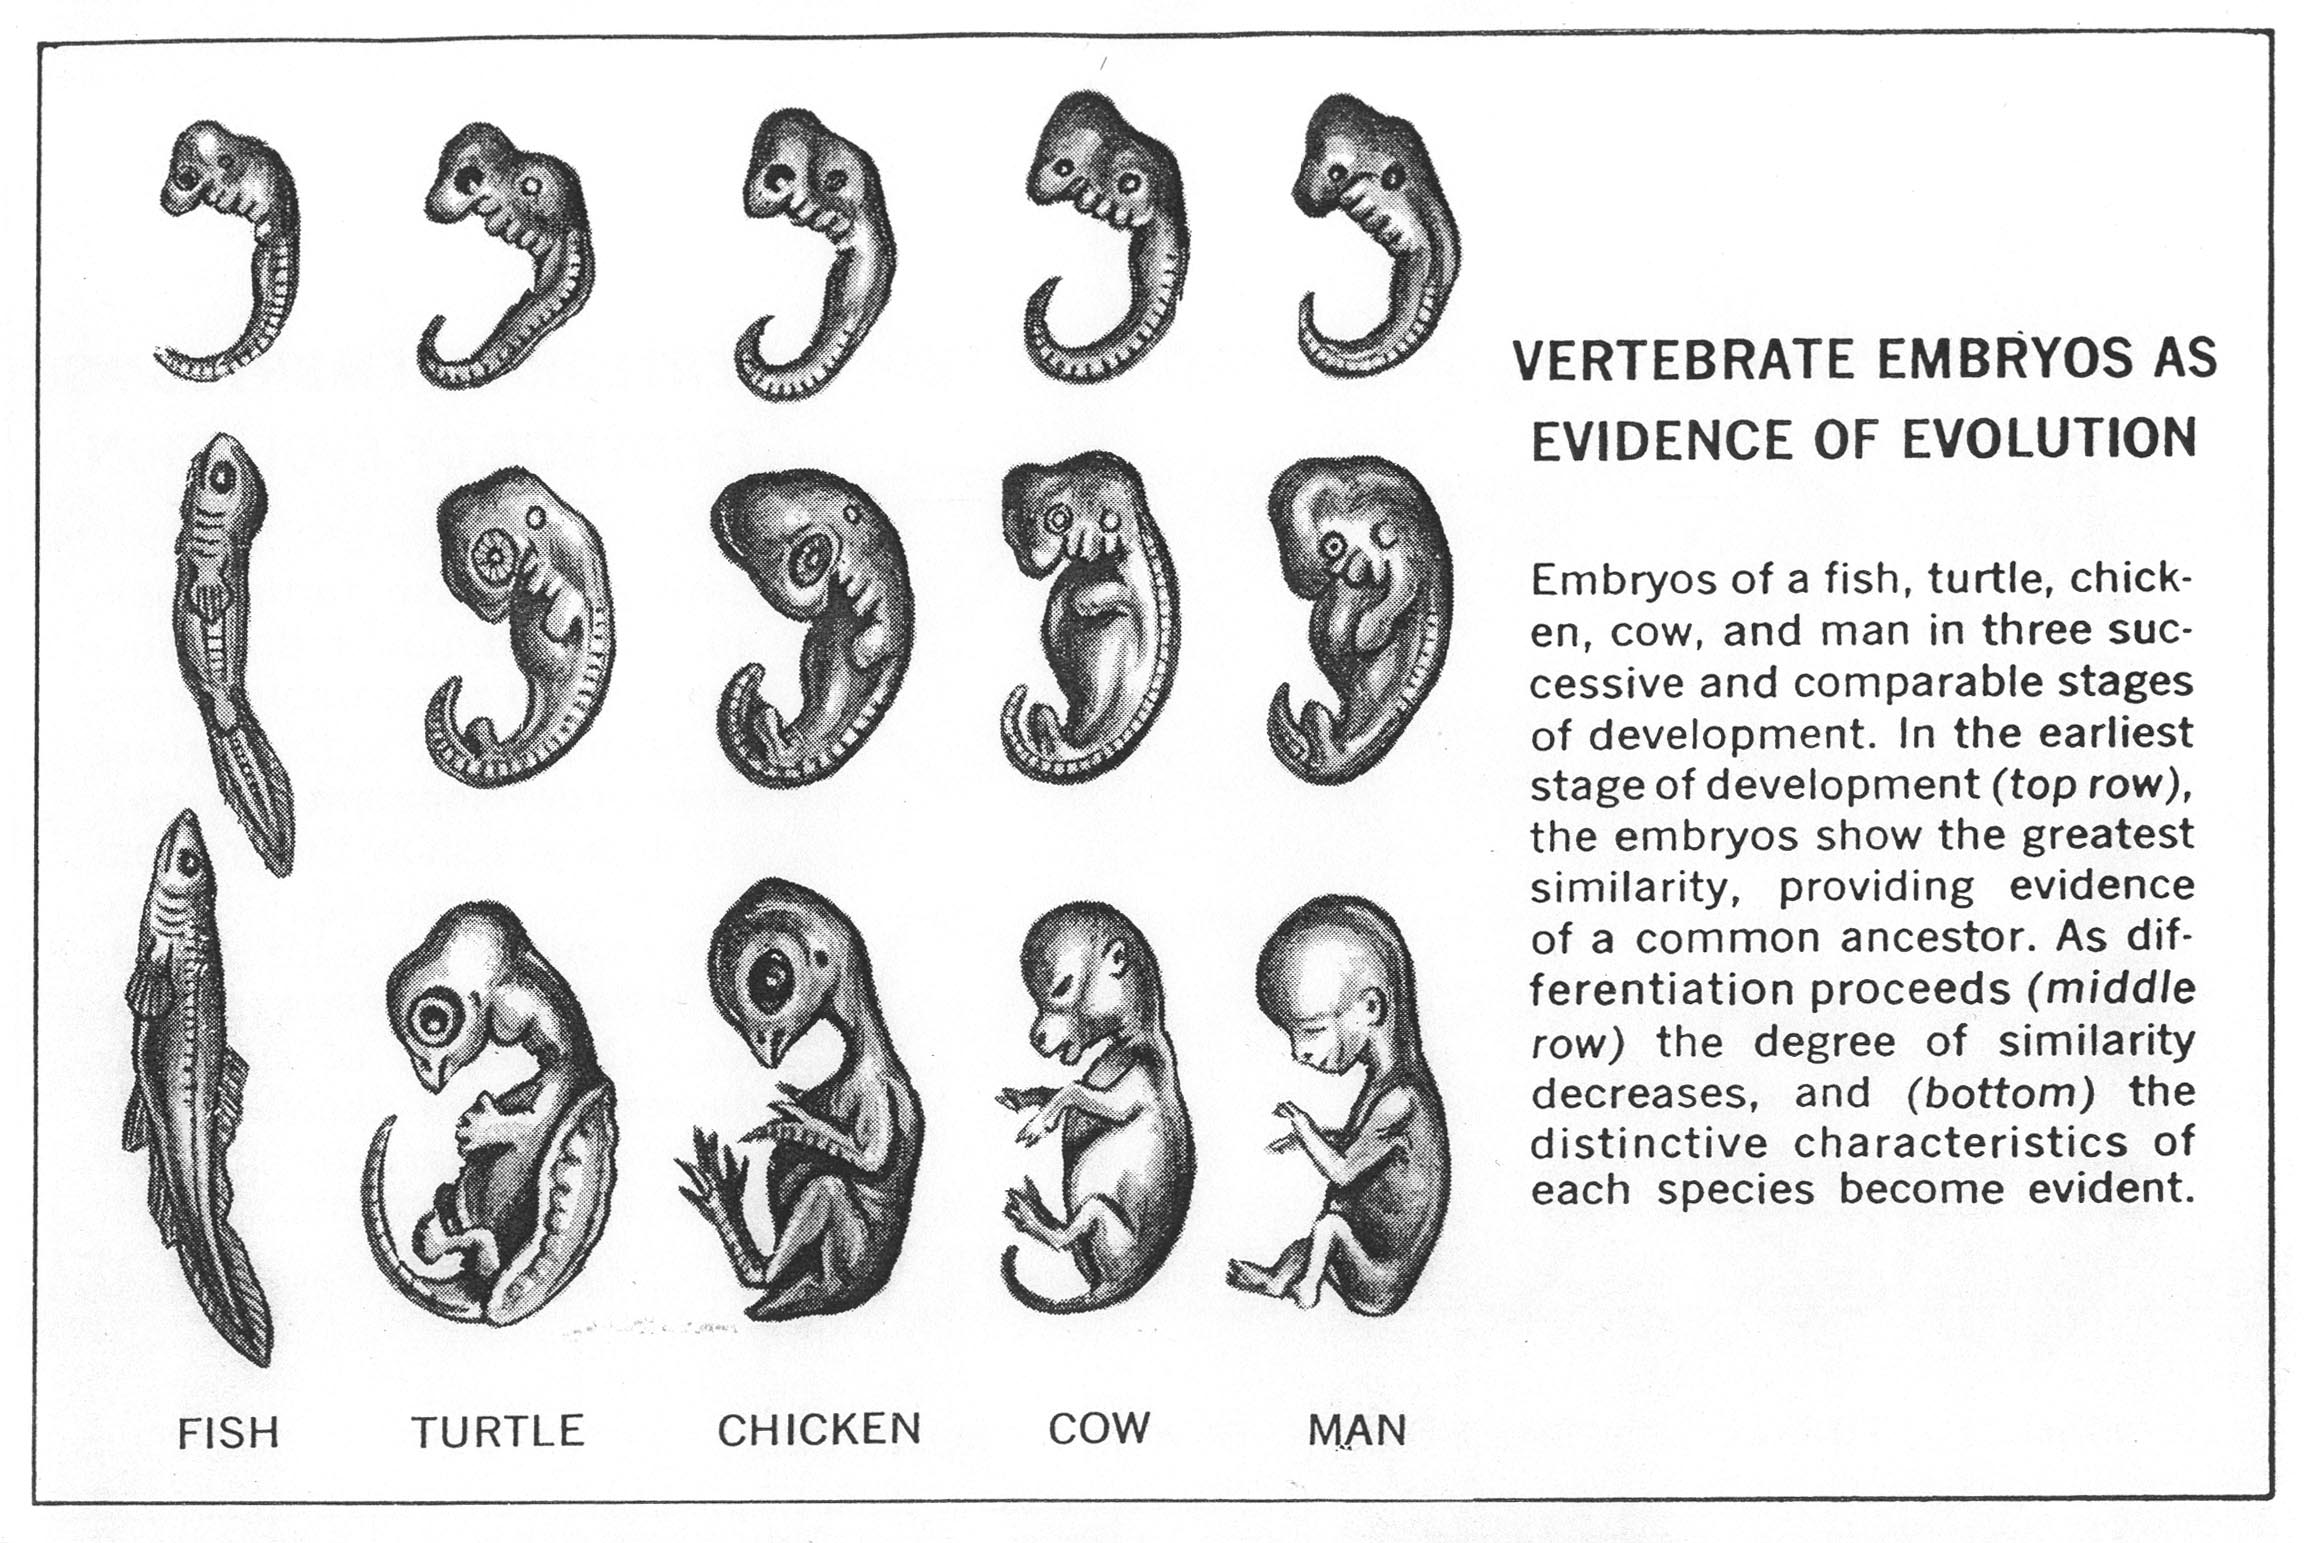 VERTEBRATE EMBRYOS AS
EVIDENCE OF EVOLUTION
Embryos of a fish, turtle, chick-
en, cow, and man in three suc-
cessive and comparable stages
of development. In the earliest
stage of development (top row),
the embryos show the greatest
similarity, providing evidence
of a common ancestor. As dif-
ferentiation proceeds (middle
row) the degree of similarity
decreases, and (bottom) the
distinctive characteristics of
each species become evident.
FISH TURTLE CHICKEN COW MAN